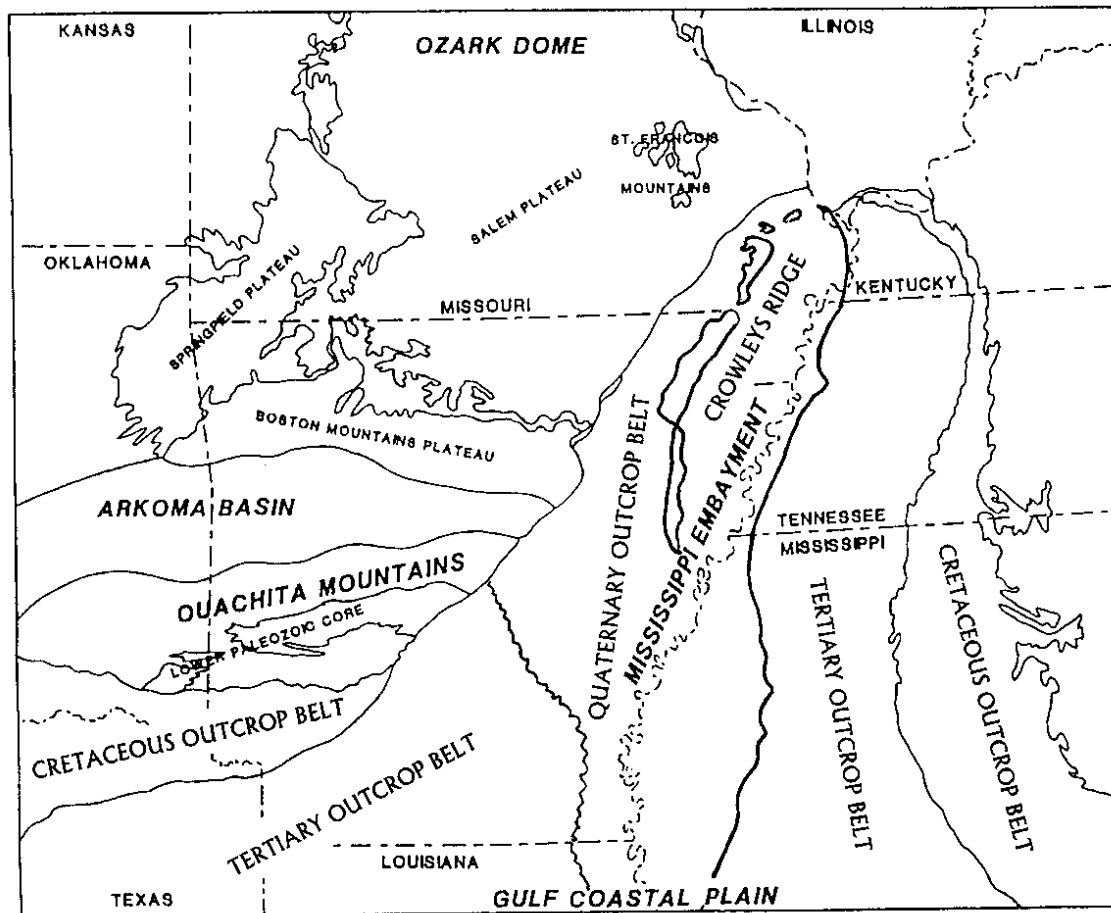 KANSAS
OZARK DOME
ILLINOIS
ST. FRANCOIS
MOUNTAINS
SALEM PLATEAU
OKLAHOMA
SPRINGFIELD PLATEAU
MISSOURI
KENTUCKY
CROWLEYS RIDGE
BOSTON MOUNTAINS PLATEAU
ARKOMA BASIN
QUATERNARY OUTCROP BELT
MISSISSIPPI EMBAYMENT
TENNESSEE
MISSISSIPPI
OUACHITA MOUNTAINS
LOWER PALEOZOIC CORE
CRETACEOUS OUTCROP BELT
TERTIARY OUTCROP BELT
TERTIARY OUTCROP BELT
CRETACEOUS OUTCROP BELT
LOUISIANA
TEXAS
GULF COASTAL PLAIN